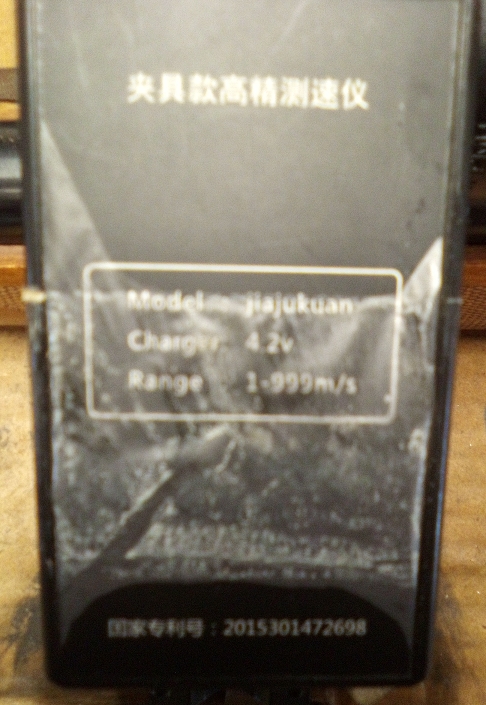 夹具款高精测速仪
Model : jiajukuan
Charger: 4.2v
Range : 1-999m/s
国家专利号：2015301472698